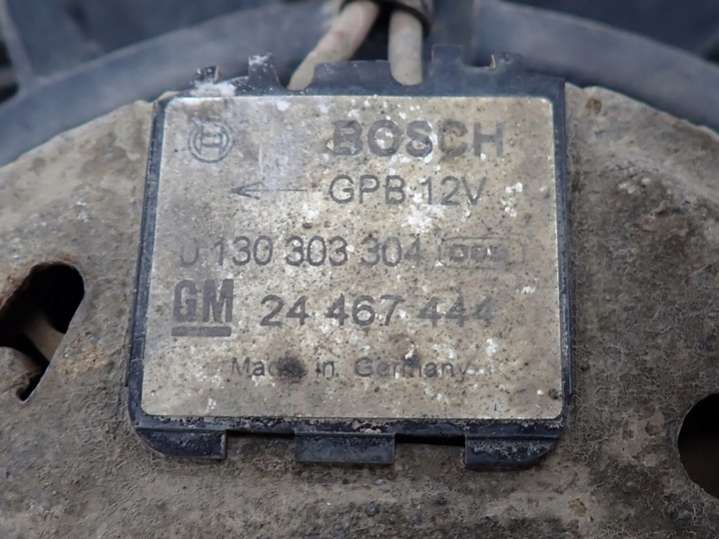 BOSCH
GPB 12V
0 130 303 304
GM 24 467 444
Made in Germany